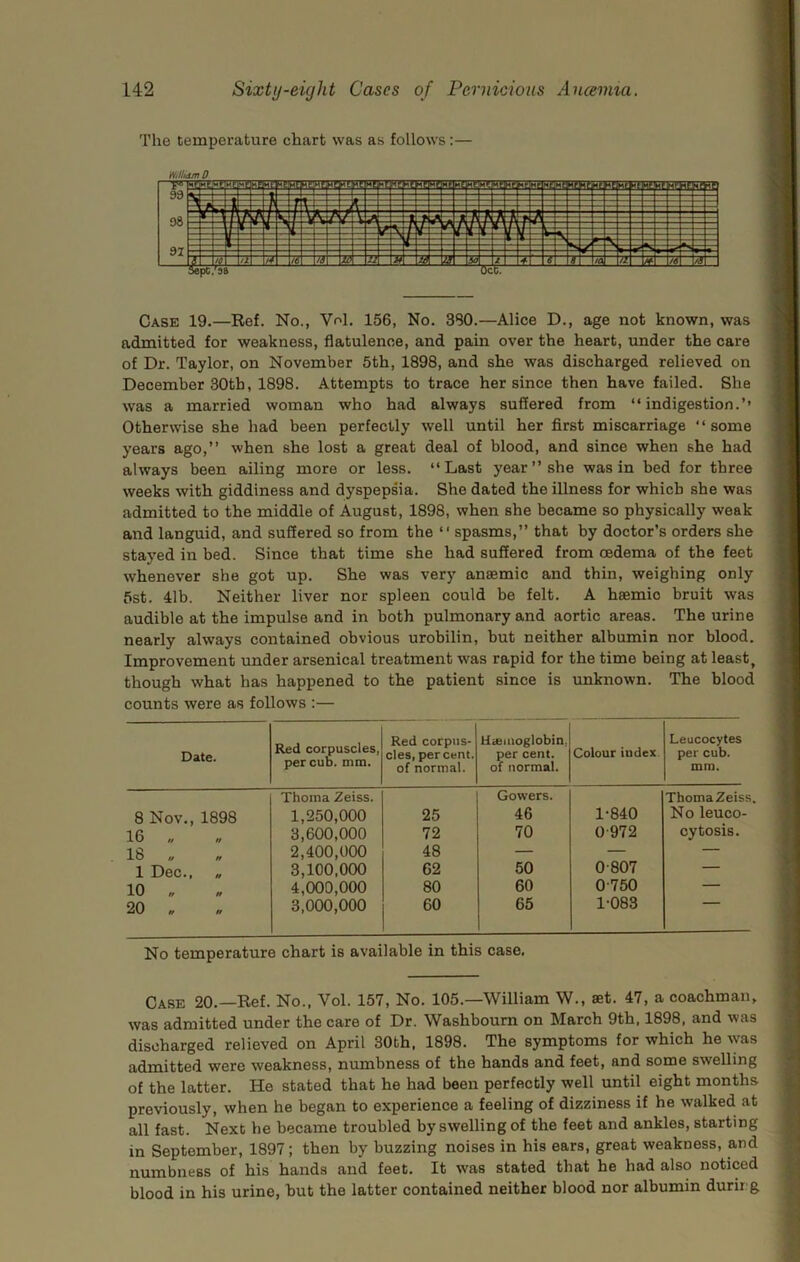 142 Sixty-eight Cases of Pernicious Anæmia.
The temperature chart was as follows:—
William D
F°
99
98
97
8 10 12 14 16 18 20 22 24 26 28 30 2 4 6 8 10 12 14 16 18
Sept.'98 Oct.
CASE 19.—Ref. No., Vol. 156, No. 380.—Alice D., age not known, was
admitted for weakness, flatulence, and pain over the heart, under the care
of Dr. Taylor, on November 5th, 1898, and she was discharged relieved on
December 30th, 1898. Attempts to trace her since then have failed. She
was a married woman who had always suffered from “indigestion.’’
Otherwise she had been perfectly well until her first miscarriage “some
years ago,” when she lost a great deal of blood, and since when she had
always been ailing more or less. “Last year” she was in bed for three
weeks with giddiness and dyspepsia. She dated the illness for which she was
admitted to the middle of August, 1898, when she became so physically weak
and languid, and suffered so from the “spasms,” that by doctor’s orders she
stayed in bed. Since that time she had suffered from œdema of the feet
whenever she got up. She was very anæmic and thin, weighing only
5st. 4lb. Neither liver nor spleen could be felt. A hæmic bruit was
audible at the impulse and in both pulmonary and aortic areas. The urine
nearly always contained obvious urobilin, but neither albumin nor blood.
Improvement under arsenical treatment was rapid for the time being at least,
though what has happened to the patient since is unknown. The blood
counts were as follows :—
Date. Red corpuscles, per cub. mm. Red corpuscles, per cent. of normal. Hæmoglobin, per cent. of normal. Colour index. Leucocytes per cub. mm.
Thoma Zeiss. Gowers. Thoma Zeiss.
8 Nov., 1898 1,250,000 25 46 1·840 No leuco-
16 „ „ 3,600,000 72 70 0·972 cytosis.
18 „ „ 2,400,000 48 — — —
1 Dec., „ 3,100,000 62 50 0·807 —
10 „ „ 4,000,000 80 60 0·750 —
20 „ „ 3,000,000 60 65 1·083 —
No temperature chart is available in this case.
CASE 20.—Ref. No., Vol. 157, No. 105.—William W., æt. 47, a coachman,
was admitted under the care of Dr. Washbourn on March 9th, 1898, and was
discharged relieved on April 30th, 1898. The symptoms for which he was
admitted were weakness, numbness of the hands and feet, and some swelling
of the latter. He stated that he had been perfectly well until eight months
previously, when he began to experience a feeling of dizziness if he walked at
all fast. Next he became troubled by swelling of the feet and ankles, starting
in September, 1897; then by buzzing noises in his ears, great weakness, and
numbness of his hands and feet. It was stated that he had also noticed
blood in his urine, but the latter contained neither blood nor albumin during